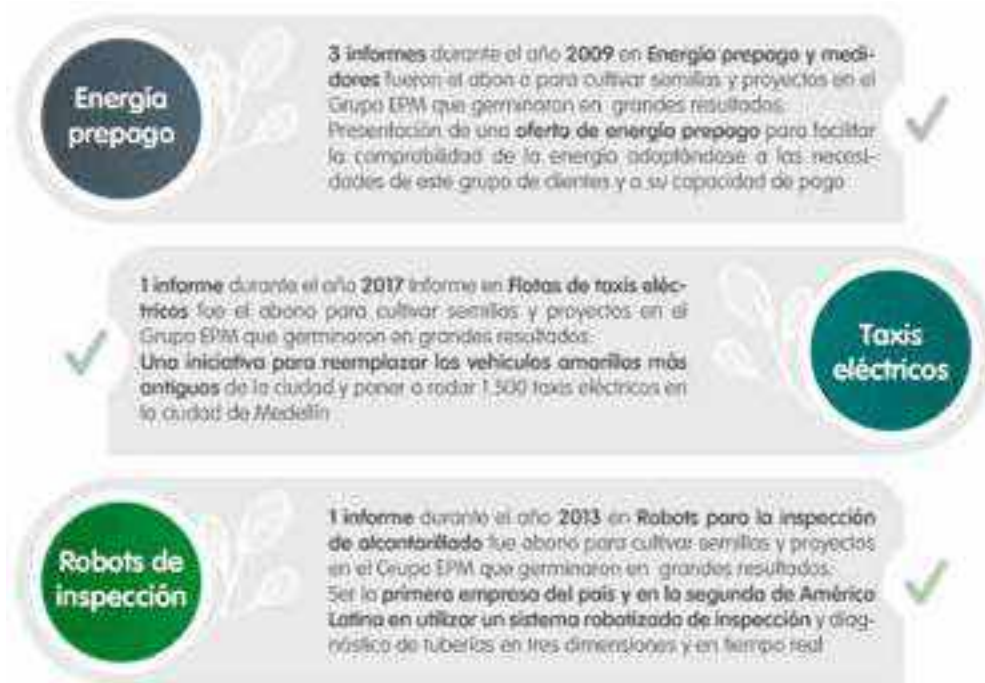 Energía
prepago
3 informes durante el año 2009 en Energía prepago y medi-
dores fueron el abono para cultivar semillas y proyectos en el
Grupo EPM que germinaron en grandes resultados.
Presentación de una oferta de energía prepago para facilitar
la comprabilidad de la energía adaptándose a las necesi-
dades de este grupo de clientes y a su capacidad de pago
1 informe durante el año 2017 Informe en Flotas de taxis eléc-
tricos fue el abono para cultivar semillas y proyectos en el
Grupo EPM que germinaron en grandes resultados.
Una iniciativa para reemplazar los vehículos amarillos más
antiguos de la ciudad y poner a rodar 1.500 taxis eléctricos en
la ciudad de Medellín
Taxis
eléctricos
Robots de
inspección
1 informe durante el año 2013 en Robots para la inspección
de alcantarillado fue abono para cultivar semillas y proyectos
en el Grupo EPM que germinaron en grandes resultados.
Ser la primera empresa del país y en la segunda de América
Latina en utilizar un sistema robotizado de inspección y diag-
nóstico de tuberías en tres dimensiones y en tiempo real